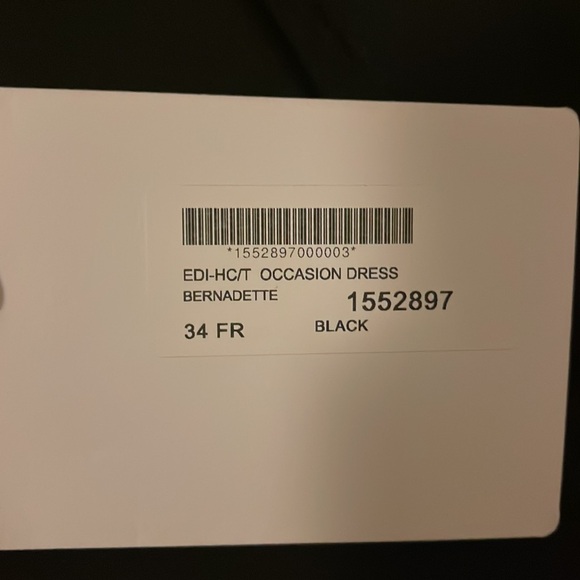 *1552897000003*
EDI-HC/T OCCASION DRESS
BERNADETTE 1552897
34 FR BLACK